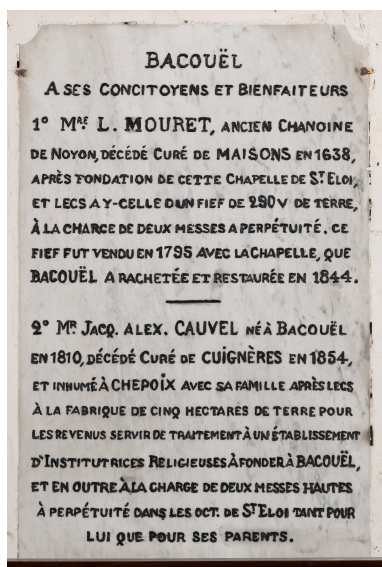 BACOUËL
A SES CONCITOYENS ET BIENFAITEURS
1° MRE L. MOURET, ANCIEN CHANOINE
DE NOYON, DÉCÉDÉ CURÉ DE MAISONS EN 1638,
APRÈS FONDATION DE CETTE CHAPELLE DE ST ELOI,
ET LEGS A Y-CELLE D'UN FIEF DE 290 V DE TERRE,
À LA CHARGE DE DEUX MESSES A PERPÉTUITÉ. CE
FIEF FUT VENDU EN 1795 AVEC LA CHAPELLE, QUE
BACOUËL A RACHETÉE ET RESTAURÉE EN 1844.
2° MR JACQ. ALEX. CAUVEL NÉ À BACOUËL
EN 1810, DÉCÉDÉ CURÉ DE CUIGNÈRES EN 1854,
ET INHUMÉ À CHEPOIX AVEC SA FAMILLE APRÈS LEGS
À LA FABRIQUE DE CINQ HECTARES DE TERRE POUR
LES REVENUS SERVIR DE TRAITEMENT À UN ÉTABLISSEMENT
D'INSTITUTRICES RELIGIEUSES À FONDER À BACOUËL,
ET EN OUTRE À LA CHARGE DE DEUX MESSES HAUTES
À PERPÉTUITÉ DANS LES OCT. DE ST ELOI TANT POUR
LUI QUE POUR SES PARENTS.